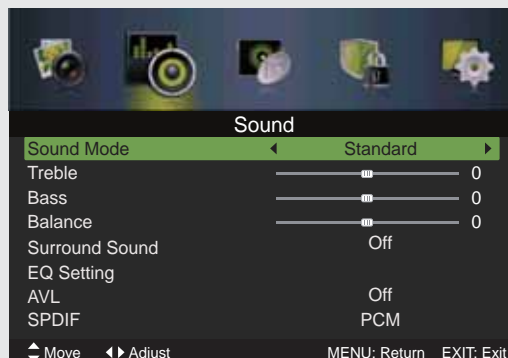 Sound
Sound Mode Standard
Treble 0
Bass 0
Balance 0
Surround Sound Off
EQ Setting
AVL Off
SPDIF PCM
Move Adjust MENU: Return EXIT: Exit